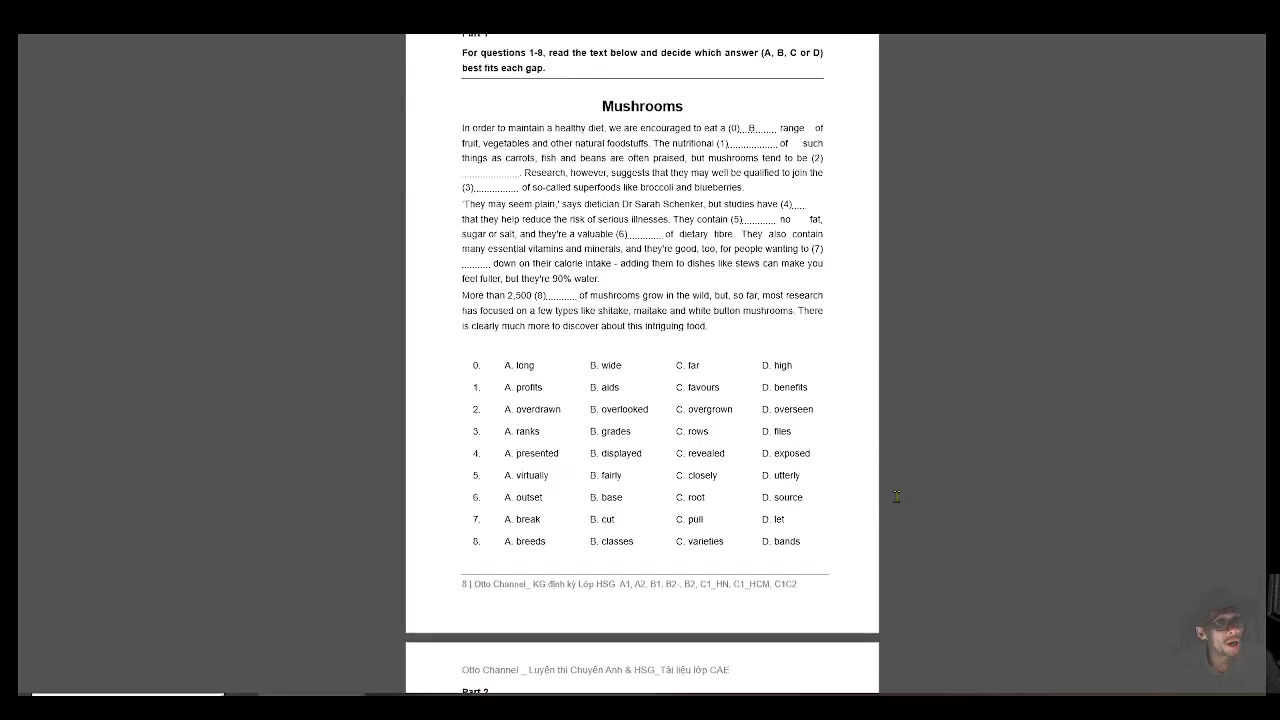 For questions 1-8, read the text below and decide which answer (A, B, C or D)
best fits each gap.
Mushrooms
In order to maintain a healthy diet, we are encouraged to eat a (0)...B........ range of
fruit, vegetables and other natural foodstuffs. The nutritional (1).................. of such
things as carrots, fish and beans are often praised, but mushrooms tend to be (2)
..................... Research, however, suggests that they may well be qualified to join the
(3)................ of so-called superfoods like broccoli and blueberries.
'They may seem plain,' says dietician Dr Sarah Schenker, but studies have (4)......
that they help reduce the risk of serious illnesses. They contain (5)............ no fat,
sugar or salt, and they're a valuable (6)............. of dietary fibre. They also contain
many essential vitamins and minerals, and they're good, too, for people wanting to (7)
........... down on their calorie intake - adding them to dishes like stews can make you
feel fuller, but they're 90% water.
More than 2,500 (8)............ of mushrooms grow in the wild, but, so far, most research
has focused on a few types like shitake, maitake and white button mushrooms. There
is clearly much more to discover about this intriguing food.
0. A. long B. wide C. far D. high
1. A. profits B. aids C. favours D. benefits
2. A. overdrawn B. overlooked C. overgrown D. overseen
3. A. ranks B. grades C. rows D. files
4. A. presented B. displayed C. revealed D. exposed
5. A. virtually B. fairly C. closely D. utterly
6. A. outset B. base C. root D. source
7. A. break B. cut C. pull D. let
8. A. breeds B. classes C. varieties D. bands
8 | Otto Channel_ KG định kỳ Lớp HSG A1, A2, B1, B2-, B2, C1_HN, C1_HCM, C1C2
Otto Channel _ Luyện thi Chuyên Anh & HSG_Tài liệu lớp CAE
Part 2